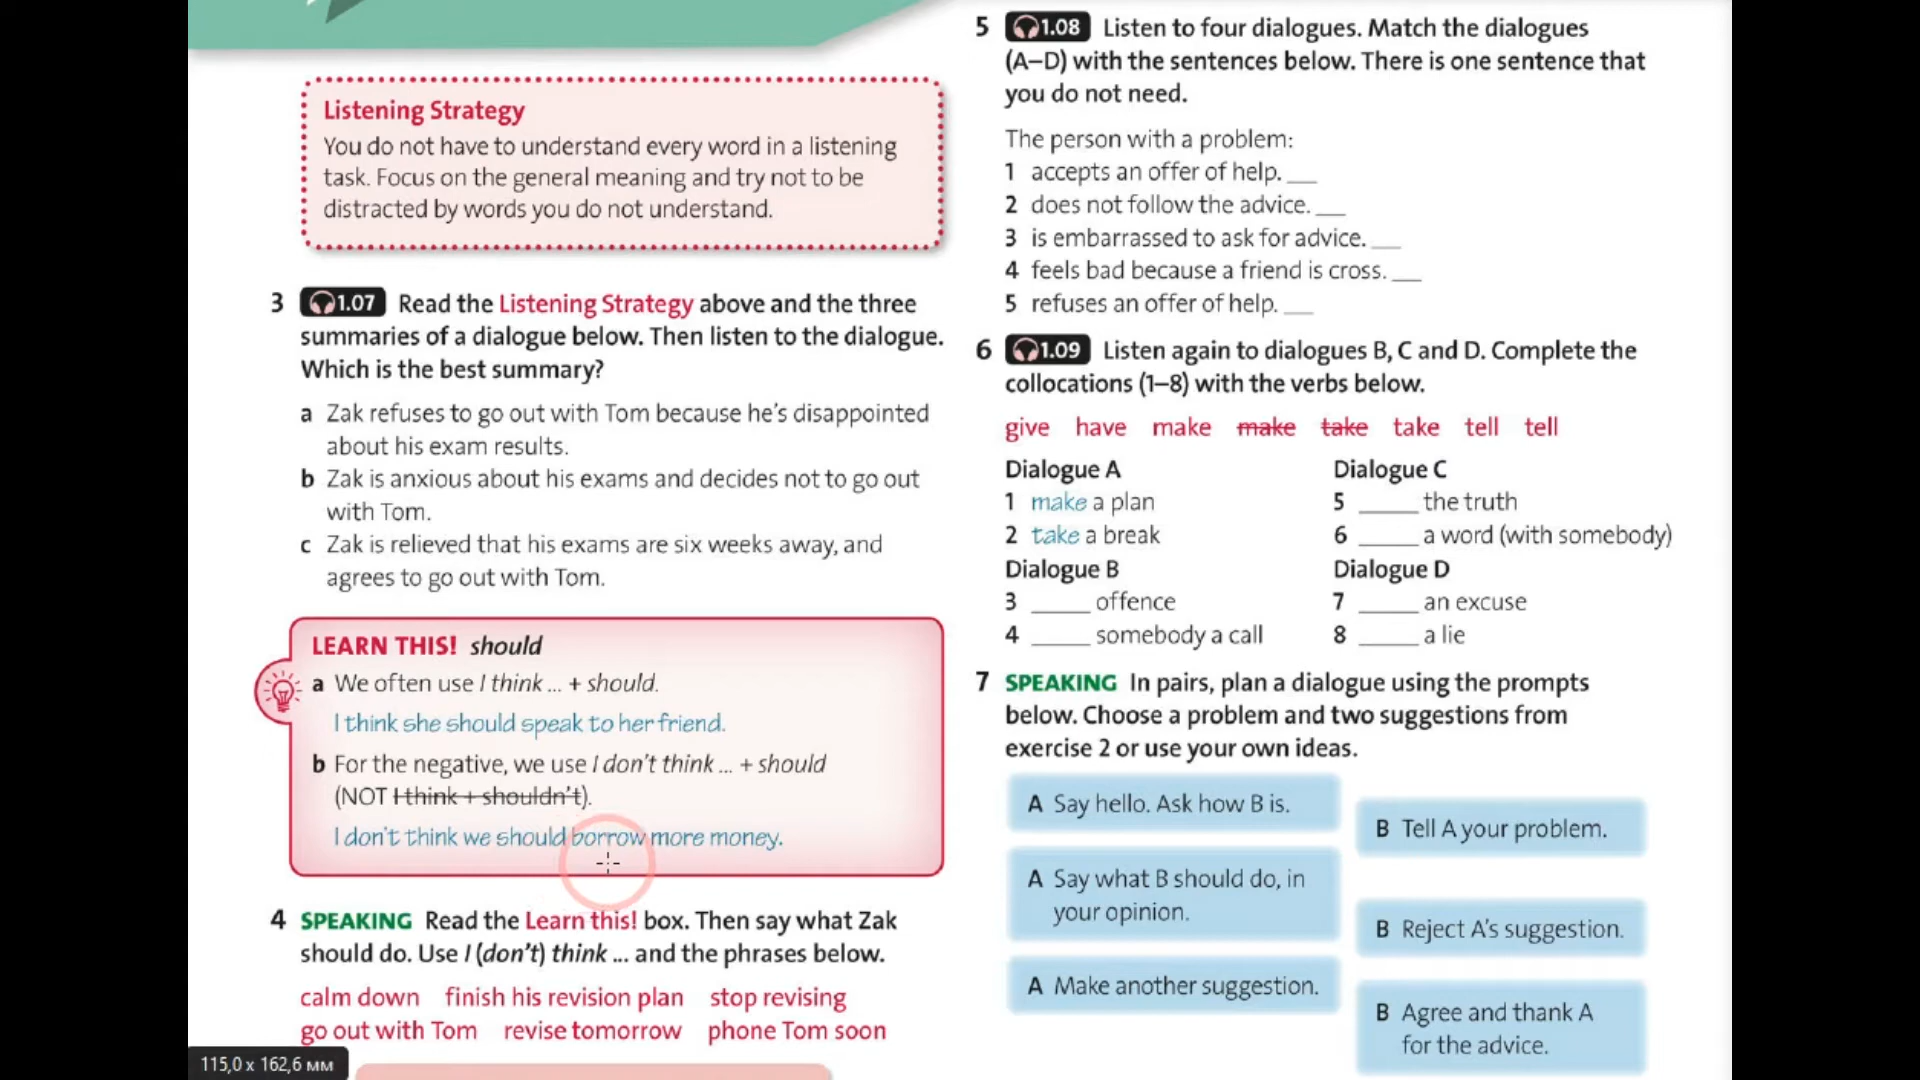 Listening Strategy
You do not have to understand every word in a listening
task. Focus on the general meaning and try not to be
distracted by words you do not understand.
3 1.07 Read the Listening Strategy above and the three
summaries of a dialogue below. Then listen to the dialogue.
Which is the best summary?
a Zak refuses to go out with Tom because he's disappointed
about his exam results.
b Zak is anxious about his exams and decides not to go out
with Tom.
c Zak is relieved that his exams are six weeks away, and
agrees to go out with Tom.
LEARN THIS! should
a We often use I think ... + should.
I think she should speak to her friend.
b For the negative, we use I don't think ... + should
(NOT I think + shouldn't).
I don't think we should borrow more money.
4 SPEAKING Read the Learn this! box. Then say what Zak
should do. Use I (don't) think ... and the phrases below.
calm down finish his revision plan stop revising
go out with Tom revise tomorrow phone Tom soon
115,0 x 162,6 мм
5 1.08 Listen to four dialogues. Match the dialogues
(A–D) with the sentences below. There is one sentence that
you do not need.
The person with a problem:
1 accepts an offer of help. __
2 does not follow the advice. __
3 is embarrassed to ask for advice. __
4 feels bad because a friend is cross. __
5 refuses an offer of help. __
6 1.09 Listen again to dialogues B, C and D. Complete the
collocations (1–8) with the verbs below.
give have make make take take tell tell
Dialogue A
1 make a plan
2 take a break
Dialogue B
3 ____ offence
4 ____ somebody a call
Dialogue C
5 ____ the truth
6 ____ a word (with somebody)
Dialogue D
7 ____ an excuse
8 ____ a lie
7 SPEAKING In pairs, plan a dialogue using the prompts
below. Choose a problem and two suggestions from
exercise 2 or use your own ideas.
A Say hello. Ask how B is.
B Tell A your problem.
A Say what B should do, in
your opinion.
B Reject A's suggestion.
A Make another suggestion.
B Agree and thank A
for the advice.